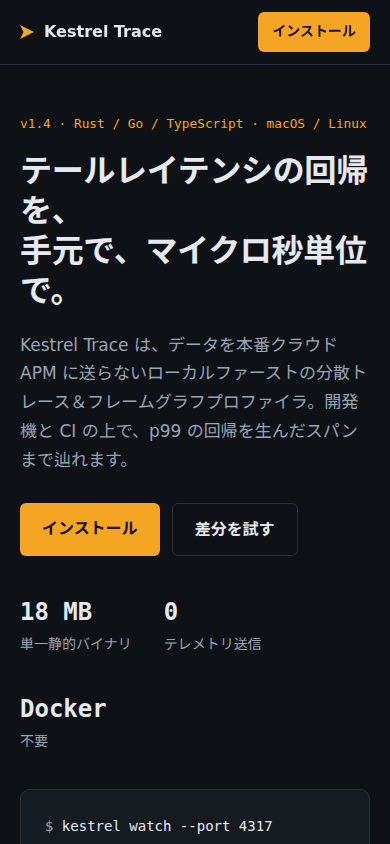 Kestrel Trace
インストール
v1.4 · Rust / Go / TypeScript · macOS / Linux
テールレイテンシの回帰
を、
手元で、マイクロ秒単位
で。
Kestrel Trace は、データを本番クラウド
APM に送らないローカルファーストの分散ト
レース＆フレームグラフプロファイラ。開発
機と CI の上で、p99 の回帰を生んだスパン
まで辿れます。
インストール
差分を試す
18 MB
0
単一静的バイナリ
テレメトリ送信
Docker
不要
$ kestrel watch --port 4317